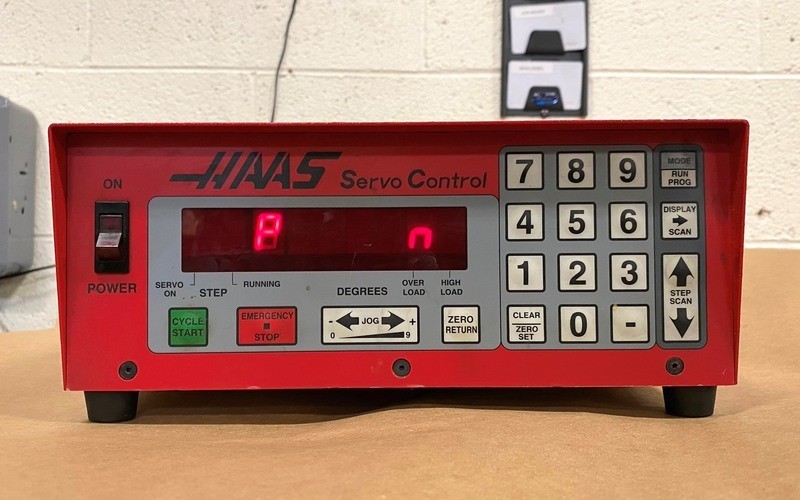 HAAS Servo Control
ON
POWER
P n
SERVO ON
STEP
RUNNING
DEGREES
OVER LOAD
HIGH LOAD
CYCLE START
EMERGENCY STOP
- JOG +
0 9
ZERO RETURN
7 8 9
4 5 6
1 2 3
CLEAR
ZERO SET
0 -
MODE
RUN PROG
DISPLAY SCAN
STEP SCAN